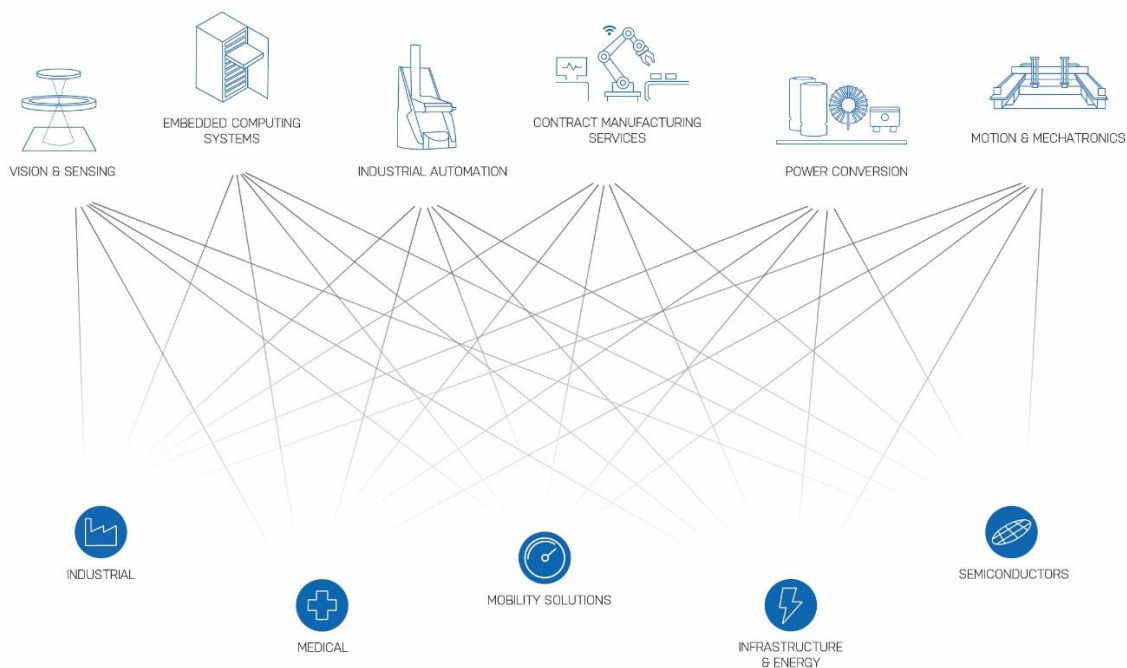 EMBEDDED COMPUTING
SYSTEMS
CONTRACT MANUFACTURING
SERVICES
MOTION & MECHATRONICS
VISION & SENSING
INDUSTRIAL AUTOMATION
POWER CONVERSION
INDUSTRIAL
SEMICONDUCTORS
MOBILITY SOLUTIONS
MEDICAL
INFRASTRUCTURE
& ENERGY